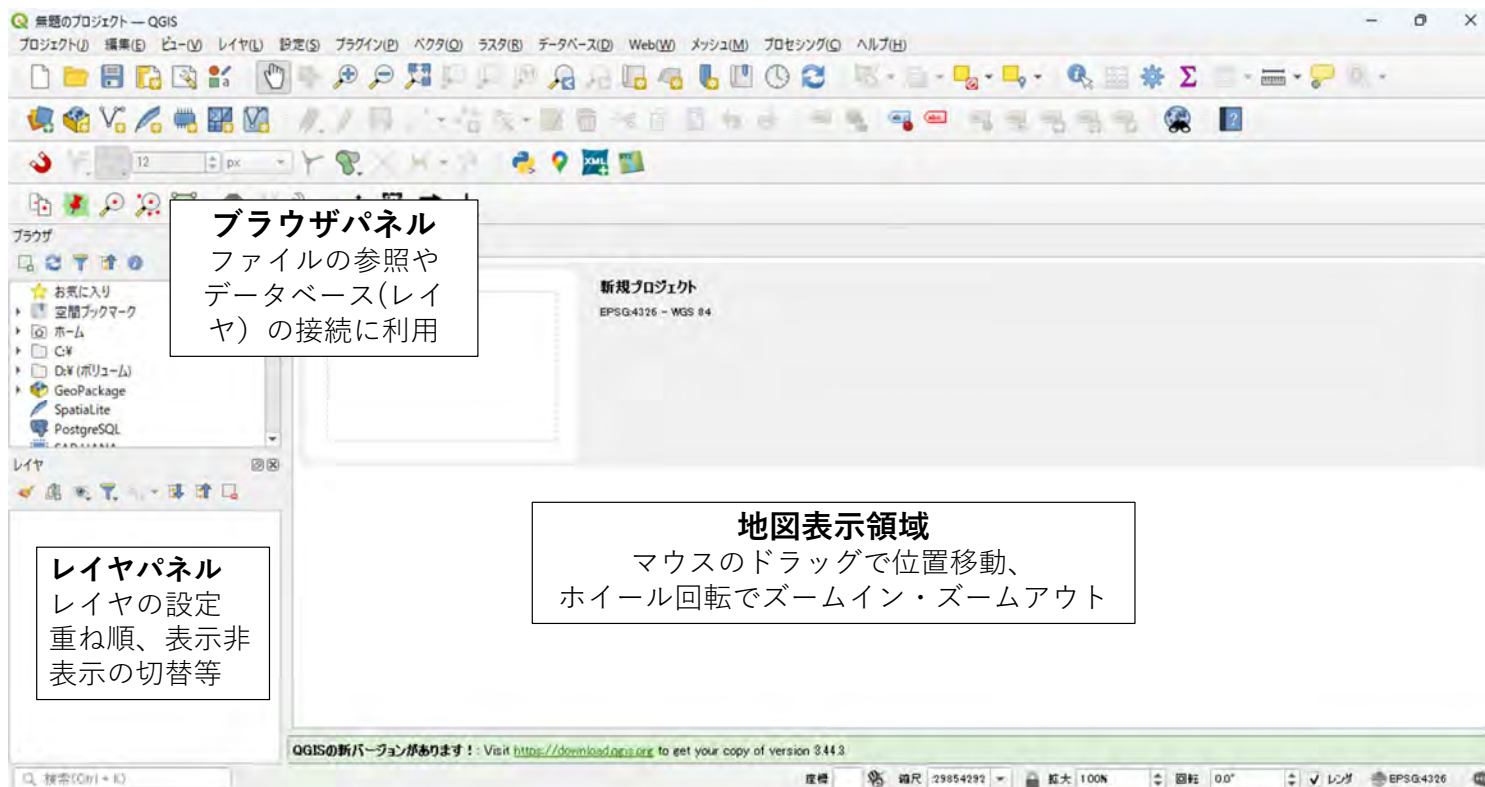 無題のプロジェクト — QGIS
プロジェクト(J) 編集(E) ビュー(V) レイヤ(L) 設定(S) プラグイン(P) ベクタ(O) ラスタ(R) データベース(D) Web(W) メッシュ(M) プロセシング(C) ヘルプ(H)
12 px
ブラウザパネル
ファイルの参照や
データベース(レイ
ヤ）の接続に利用
ブラウザ
お気に入り
空間ブックマーク
ホーム
C:¥
D:¥ (ボリューム)
GeoPackage
SpatiaLite
PostgreSQL
新規プロジェクト
EPSG:4326 - WGS 84
レイヤ
レイヤパネル
レイヤの設定
重ね順、表示非
表示の切替等
地図表示領域
マウスのドラッグで位置移動、
ホイール回転でズームイン・ズームアウト
QGISの新バージョンがあります！: Visit https://download.qgis.org to get your copy of version 3.44.3
検索(Ctrl + K) 座標 縮尺 29854292 拡大 100% 回転 0.0° レンダ EPSG:4326